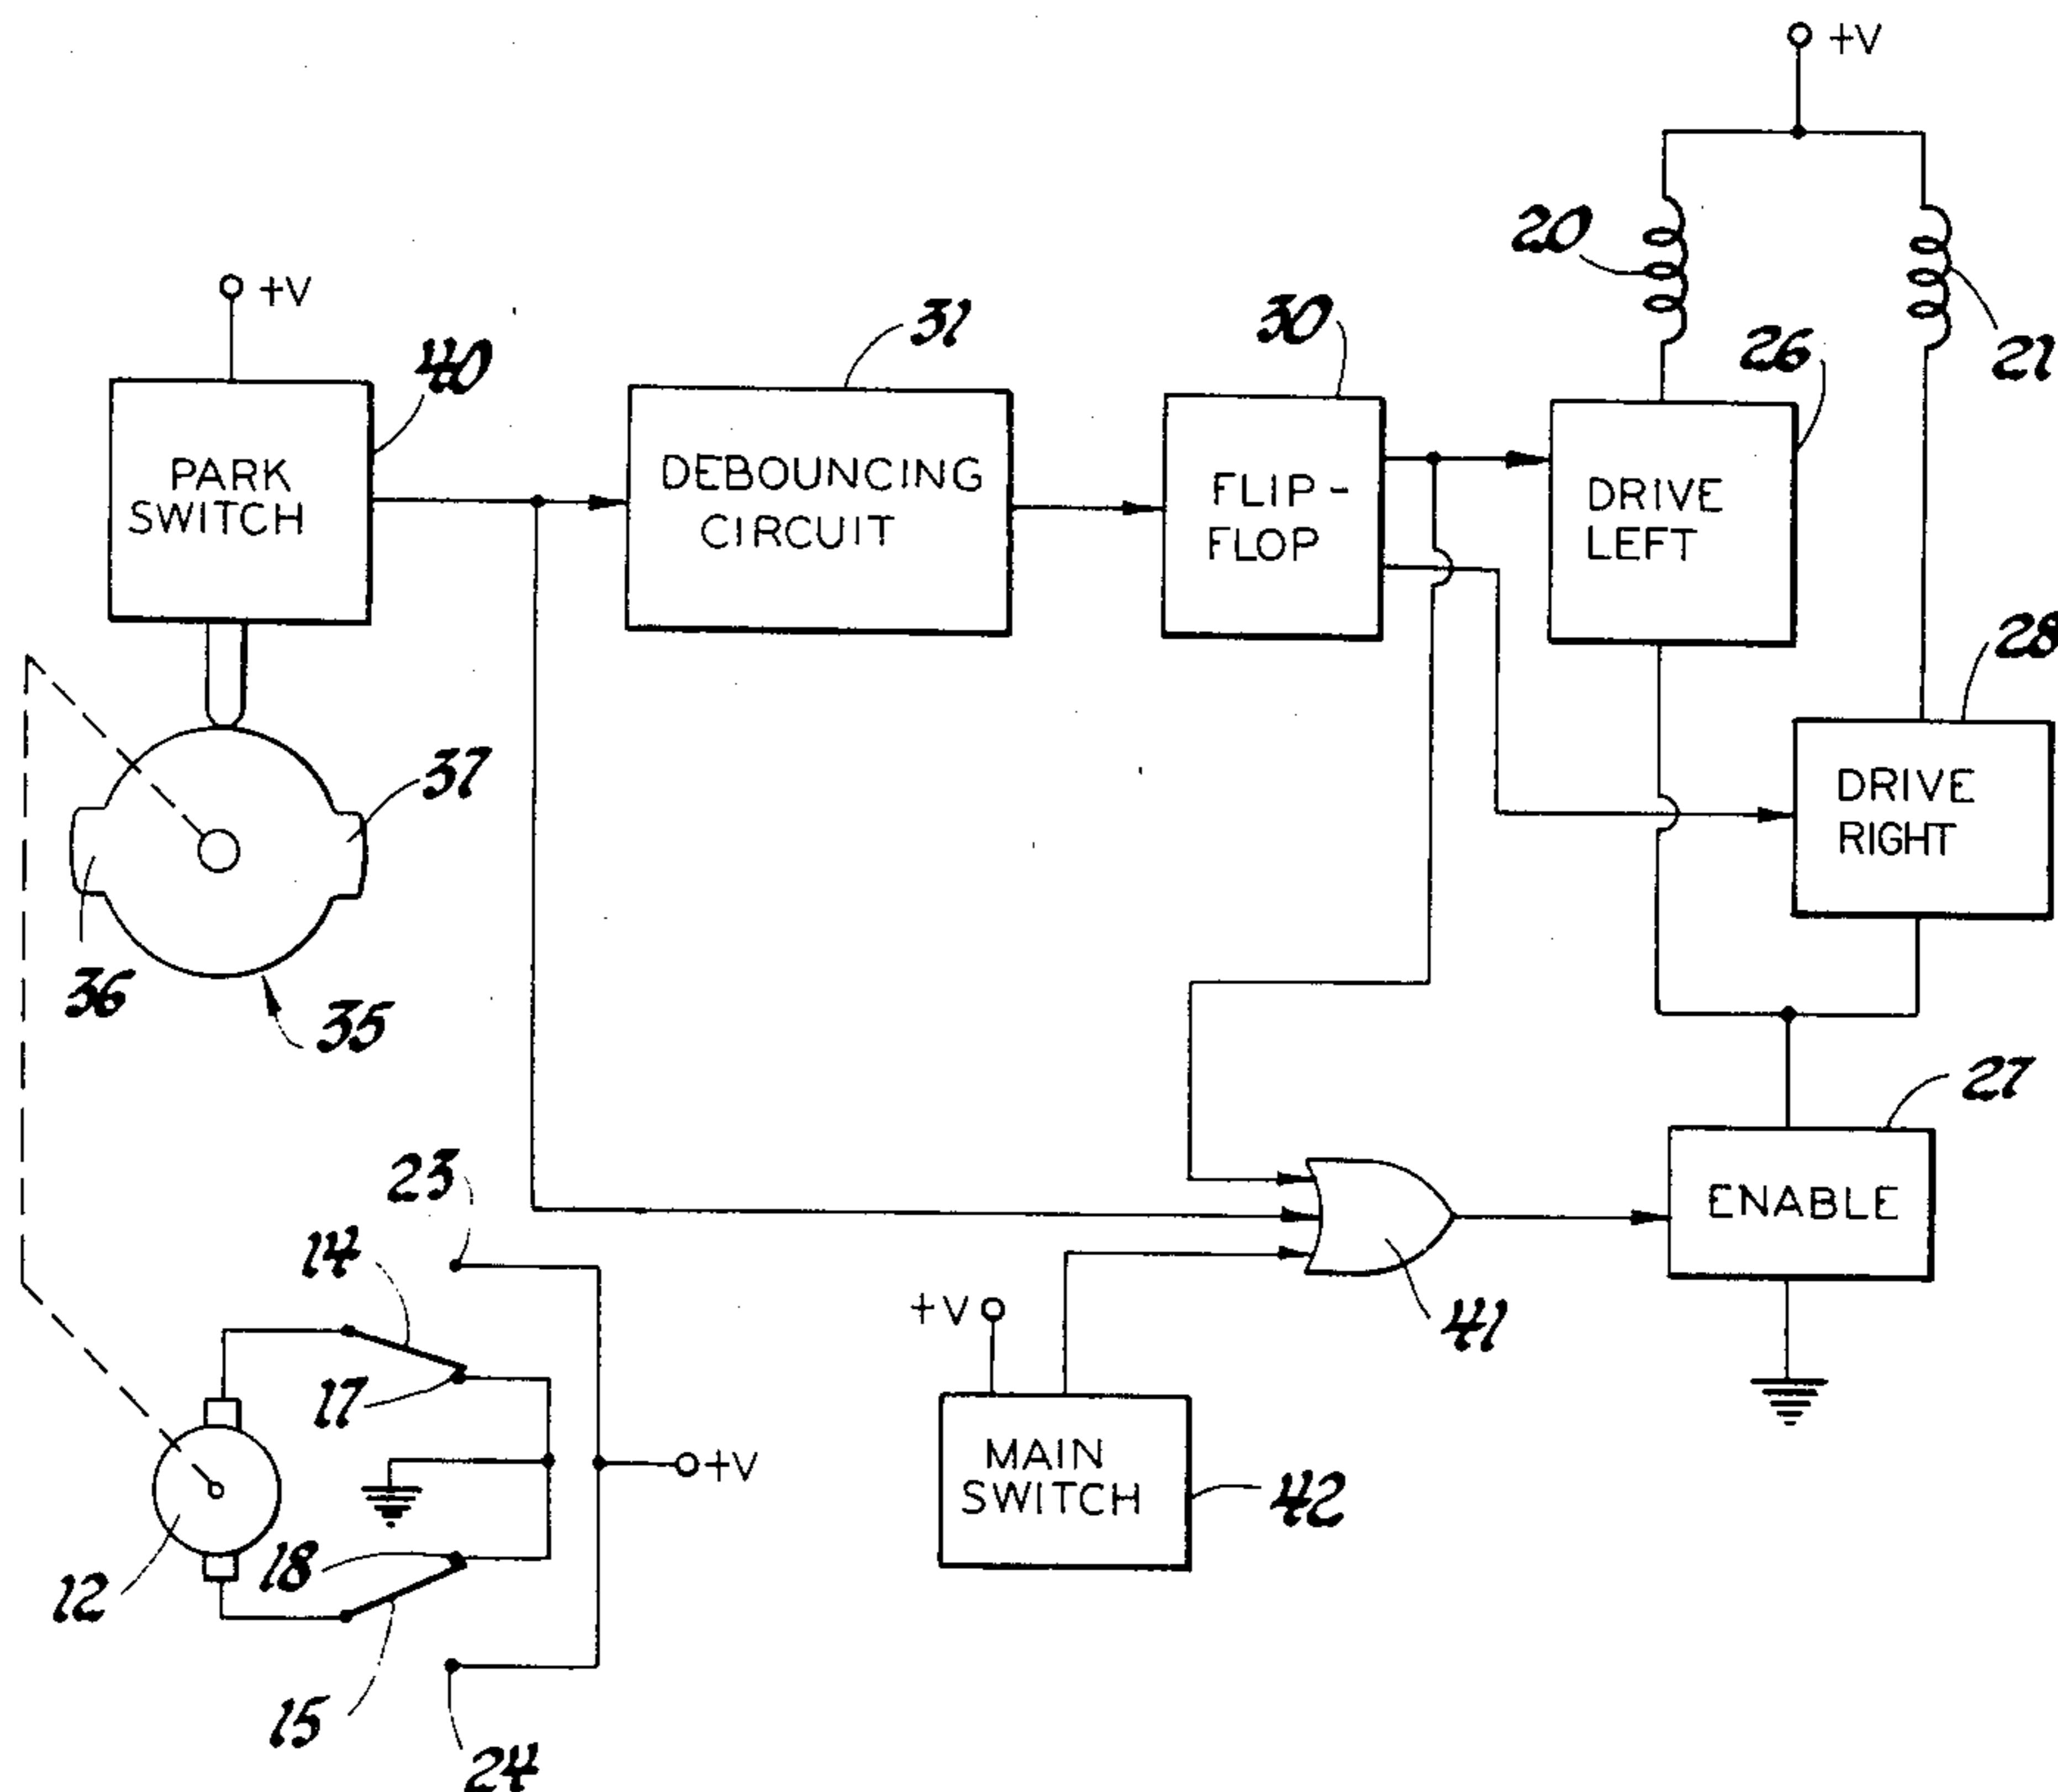 +V
20
21
+V
40
31
30
26
PARK
SWITCH
DEBOUNCING
CIRCUIT
FLIP-
FLOP
DRIVE
LEFT
28
37
DRIVE
RIGHT
36
35
27
23
ENABLE
14
41
+V
17
+V
MAIN
SWITCH
42
18
12
15
24